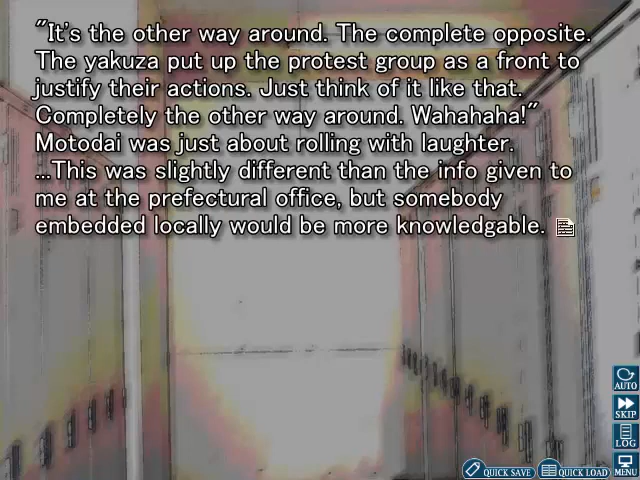 "It's the other way around. The complete opposite.
The yakuza put up the protest group as a front to
justify their actions. Just think of it like that.
Completely the other way around. Wahahaha!"
Motodai was just about rolling with laughter.
...This was slightly different than the info given to
me at the prefectural office, but somebody
embedded locally would be more knowledgable.
AUTO
SKIP
LOG
MENU
QUICK SAVE
QUICK LOAD